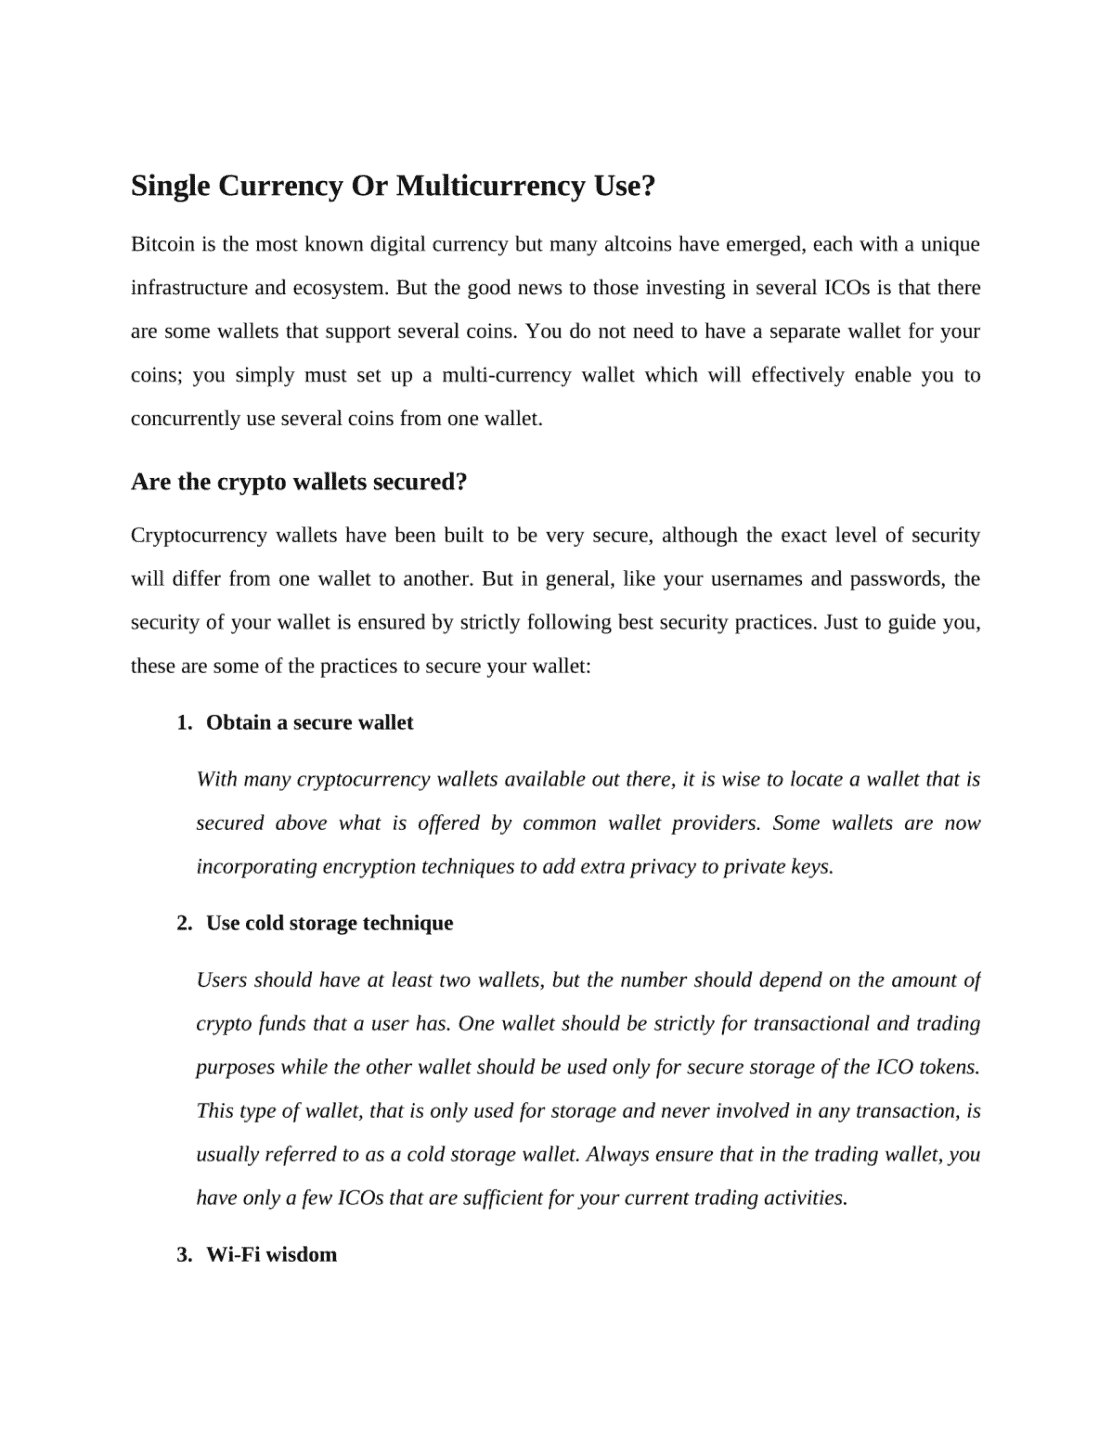 Single Currency Or Multicurrency Use?
Bitcoin is the most known digital currency but many altcoins have emerged, each with a unique
infrastructure and ecosystem. But the good news to those investing in several ICOs is that there
are some wallets that support several coins. You do not need to have a separate wallet for your
coins; you simply must set up a multi-currency wallet which will effectively enable you to
concurrently use several coins from one wallet.
Are the crypto wallets secured?
Cryptocurrency wallets have been built to be very secure, although the exact level of security
will differ from one wallet to another. But in general, like your usernames and passwords, the
security of your wallet is ensured by strictly following best security practices. Just to guide you,
these are some of the practices to secure your wallet:
1. Obtain a secure wallet
With many cryptocurrency wallets available out there, it is wise to locate a wallet that is
secured above what is offered by common wallet providers. Some wallets are now
incorporating encryption techniques to add extra privacy to private keys.
2. Use cold storage technique
Users should have at least two wallets, but the number should depend on the amount of
crypto funds that a user has. One wallet should be strictly for transactional and trading
purposes while the other wallet should be used only for secure storage of the ICO tokens.
This type of wallet, that is only used for storage and never involved in any transaction, is
usually referred to as a cold storage wallet. Always ensure that in the trading wallet, you
have only a few ICOs that are sufficient for your current trading activities.
3. Wi-Fi wisdom